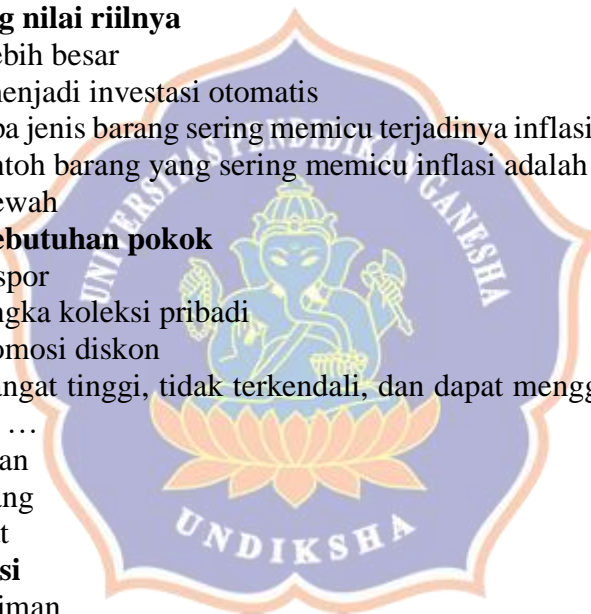 g nilai riilnya
ebih besar
nenjadi investasi otomatis
pa jenis barang sering memicu terjadinya inflasi
ntoh barang yang sering memicu inflasi adalah
ewah
ebutuhan pokok
spor
ngka koleksi pribadi
omosi diskon
angat tinggi, tidak terkendali, dan dapat mengg
…
an
ang
t
si
iman
UNIVERSITAS PENDIDIKAN GANESHA
UNDIKSHA